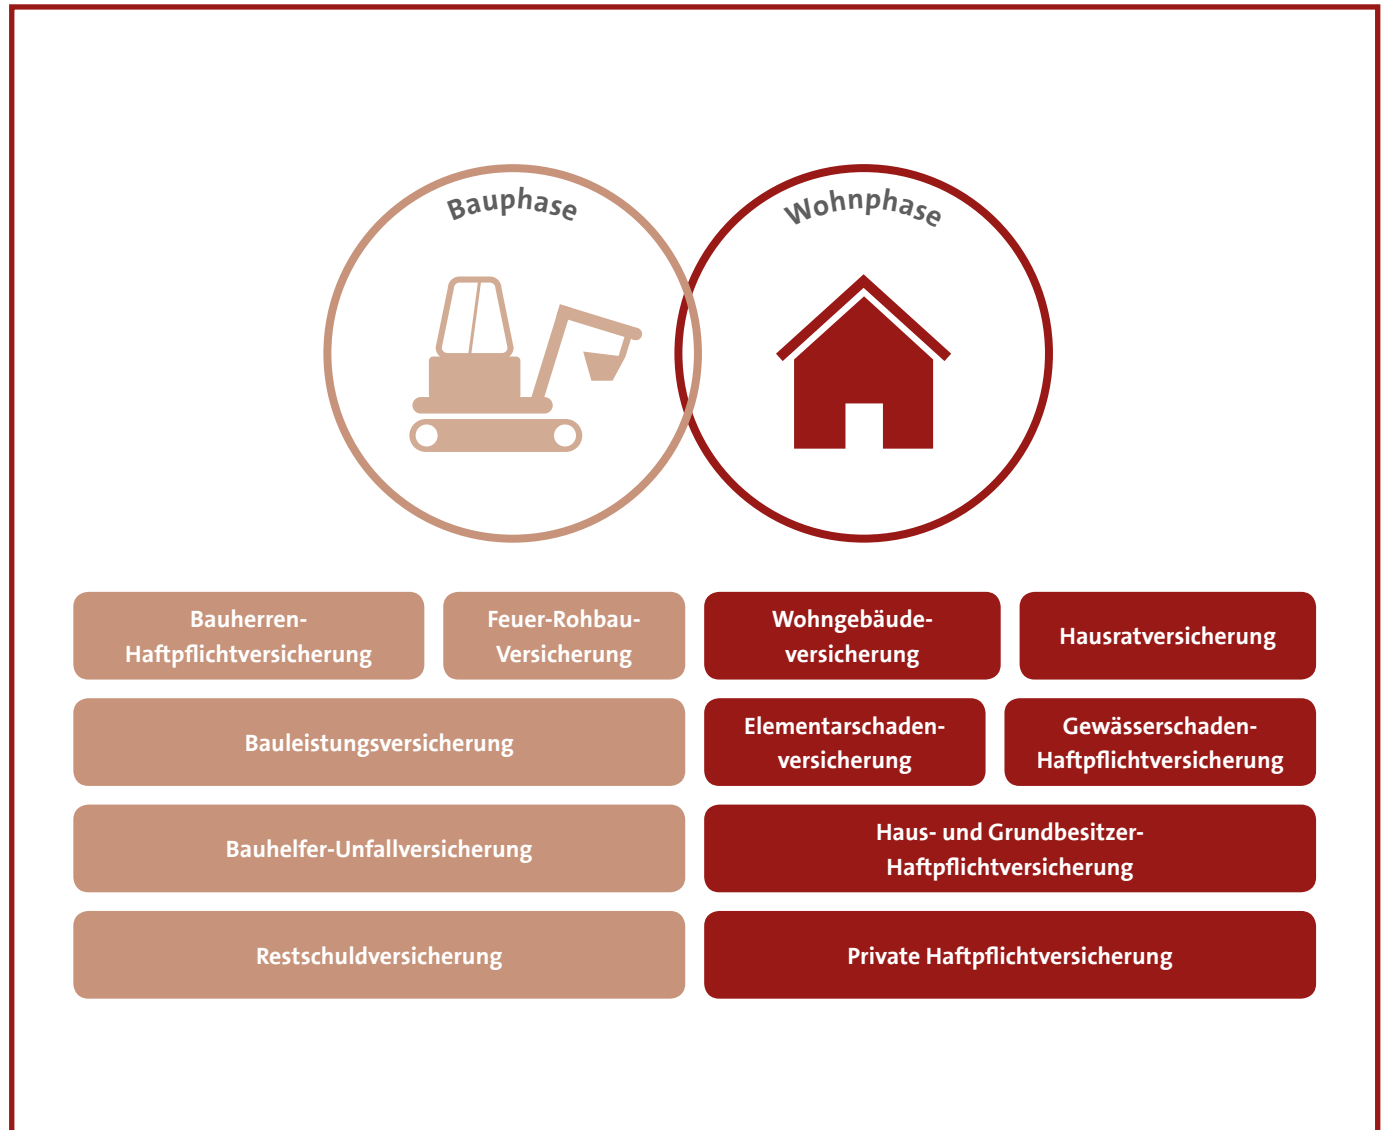 Bauphase
Wohnphase
Bauherren-
Haftpflichtversicherung
Feuer-Rohbau-
Versicherung
Wohngebäude-
versicherung
Hausratversicherung
Bauleistungsversicherung
Elementarschaden-
versicherung
Gewässerschaden-
Haftpflichtversicherung
Bauhelfer-Unfallversicherung
Haus- und Grundbesitzer-
Haftpflichtversicherung
Restschuldversicherung
Private Haftpflichtversicherung